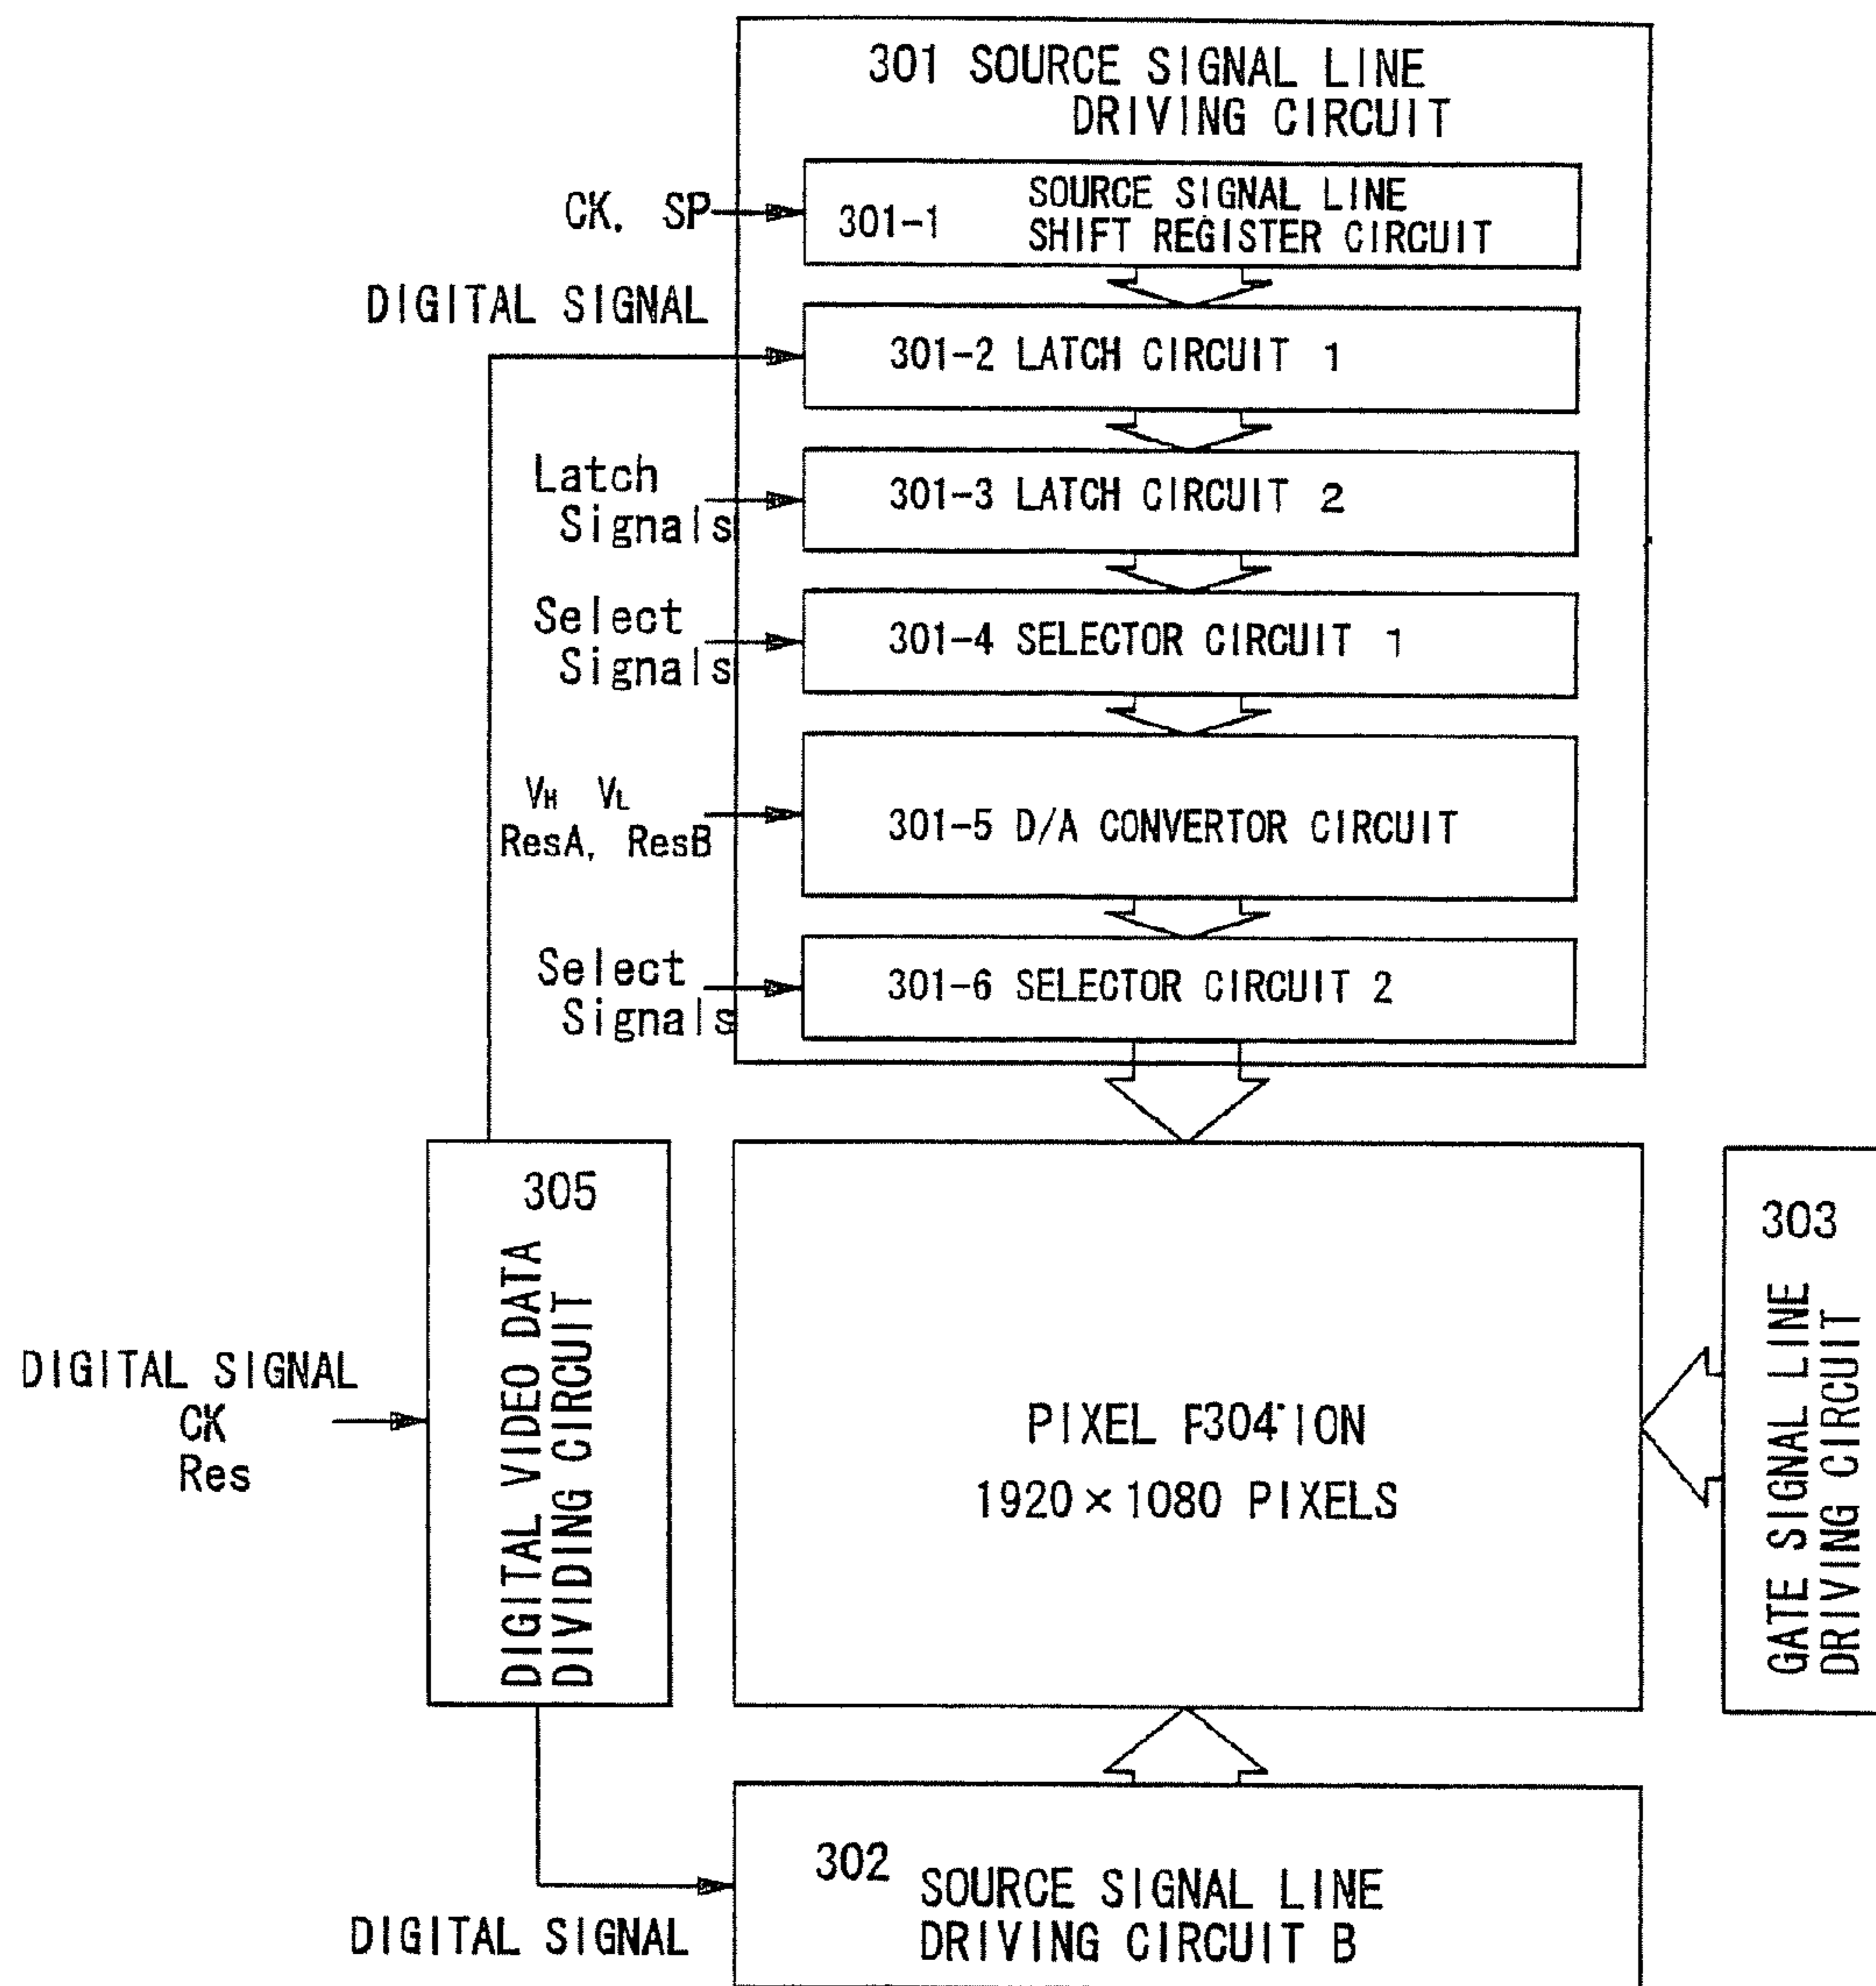 301 SOURCE SIGNAL LINE
DRIVING CIRCUIT
CK, SP
301-1
SOURCE SIGNAL LINE
SHIFT REGISTER CIRCUIT
DIGITAL SIGNAL
301-2 LATCH CIRCUIT 1
Latch
Signals
301-3 LATCH CIRCUIT 2
Select
Signals
301-4 SELECTOR CIRCUIT 1
VH VL
ResA, ResB
301-5 D/A CONVERTOR CIRCUIT
Select
Signals
301-6 SELECTOR CIRCUIT 2
305
DIGITAL VIDEO DATA
DIVIDING CIRCUIT
DIGITAL SIGNAL
CK
Res
PIXEL 304 ION
1920×1080 PIXELS
303
GATE SIGNAL LINE
DRIVING CIRCUIT
302
SOURCE SIGNAL LINE
DRIVING CIRCUIT B
DIGITAL SIGNAL